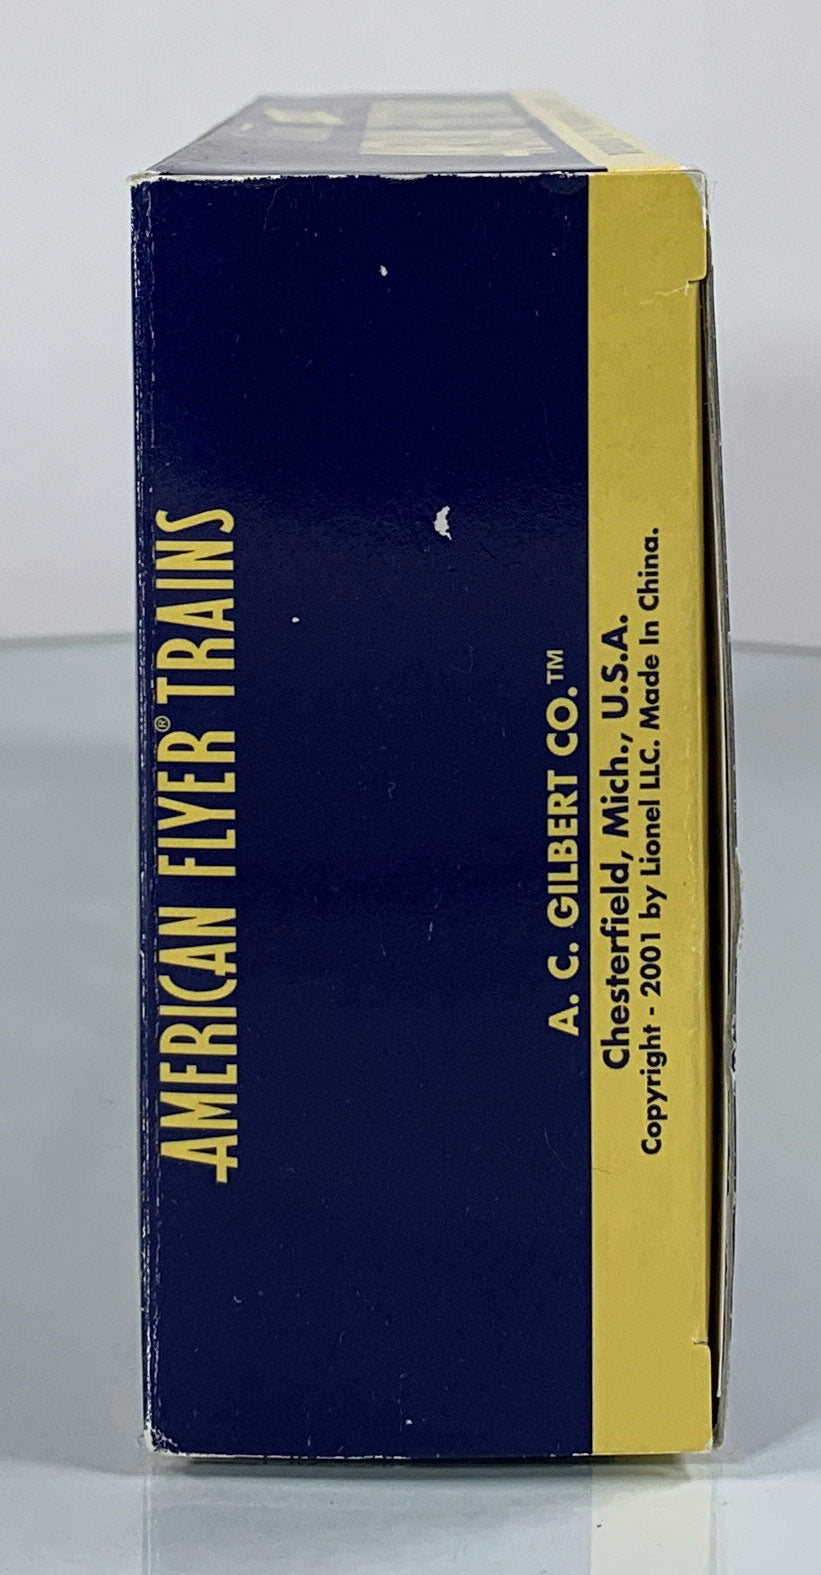 AMERICAN FLYER® TRAINS
A. C. GILBERT CO.™
Chesterfield, Mich., U.S.A.
Copyright - 2001 by Lionel LLC. Made In China.